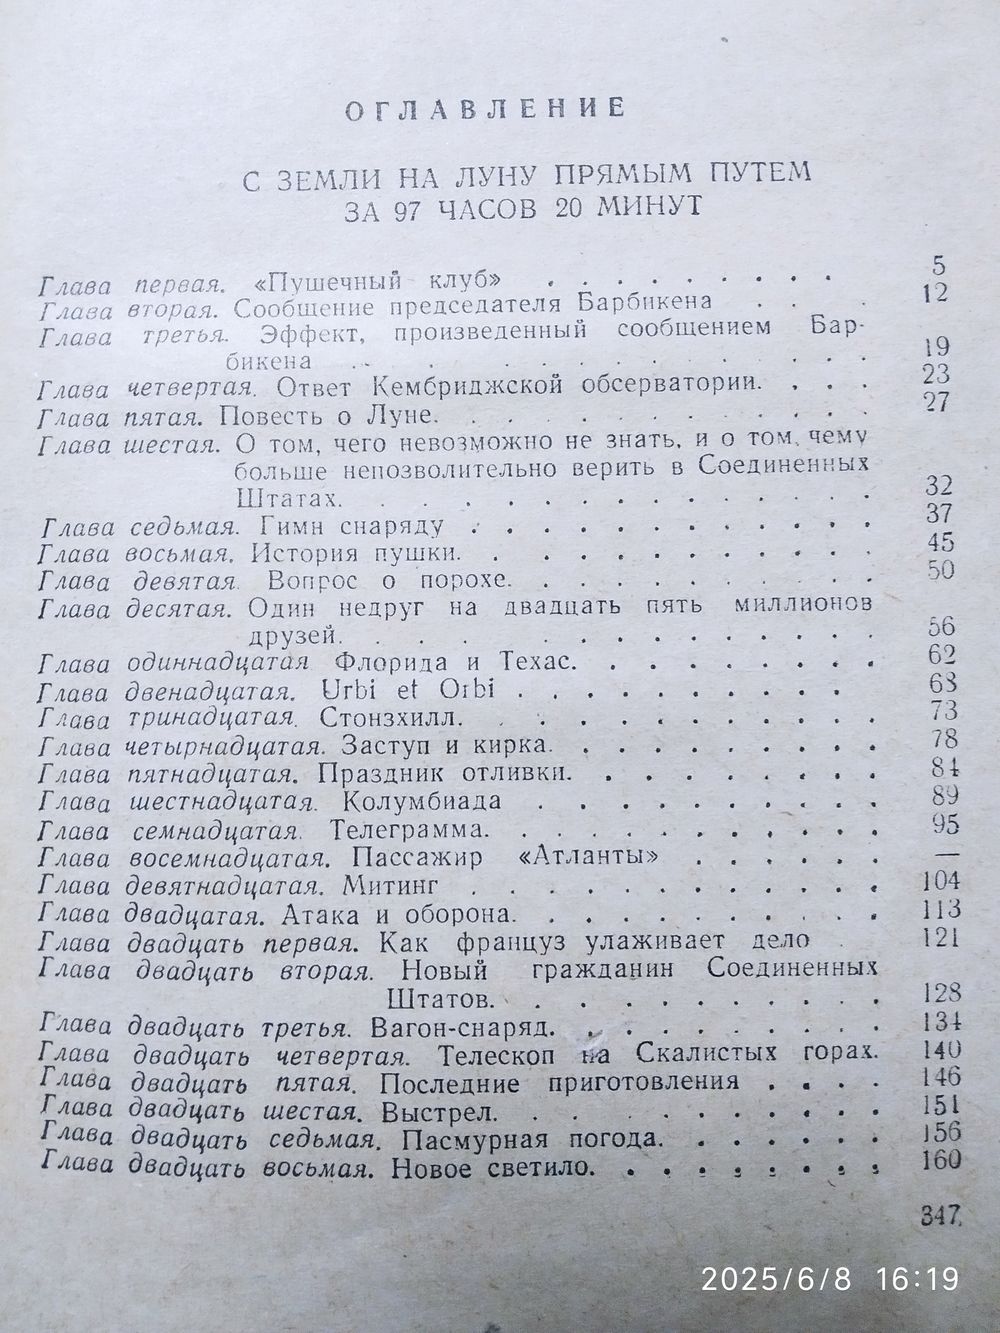 ОГЛАВЛЕНИЕ
С ЗЕМЛИ НА ЛУНУ ПРЯМЫМ ПУТЕМ
ЗА 97 ЧАСОВ 20 МИНУТ
Глава первая. «Пушечный клуб» . . . . . . . . . 5
Глава вторая. Сообщение председателя Барбикена . . . . 12
Глава третья. Эффект, произведенный сообщением Бар-
бикена . . . . . . . . . . . . 19
Глава четвертая. Ответ Кембриджской обсерватории. . . . . 23
Глава пятая. Повесть о Луне. . . . . . . . . . . . 27
Глава шестая. О том, чего невозможно не знать, и о том, чему
больше непозволительно верить в Соединенных
Штатах. . . . . . . . . . . . . . 32
Глава седьмая. Гимн снаряду . . . . . . . . . . . . 37
Глава восьмая. История пушки. . . . . . . . . . . . 45
Глава девятая. Вопрос о порохе. . . . . . . . . . . 50
Глава десятая. Один недруг на двадцать пять миллионов
друзей. . . . . . . . . . . . . 56
Глава одиннадцатая Флорида и Техас. . . . . . . . . 62
Глава двенадцатая. Urbi et Orbi . . . . . . . . . . 68
Глава тринадцатая. Стонзхилл. . . . . . . . . . . . 73
Глава четырнадцатая. Заступ и кирка. . . . . . . . . 78
Глава пятнадцатая. Праздник отливки. . . . . . . . . 84
Глава шестнадцатая. Колумбиада . . . . . . . . . 89
Глава семнадцатая. Телеграмма. . . . . . . . . . . 95
Глава восемнадцатая. Пассажир «Атланты» . . . . . . —
Глава девятнадцатая. Митинг . . . . . . . . . . . 104
Глава двадцатая. Атака и оборона. . . . . . . . . . 113
Глава двадцать первая. Как француз улаживает дело . 121
Глава двадцать вторая. Новый гражданин Соединенных
Штатов. . . . . . . . . . 128
Глава двадцать третья. Вагон-снаряд. . . . . . . . . 134
Глава двадцать четвертая. Телескоп на Скалистых горах. 140
Глава двадцать пятая. Последние приготовления . . . . 146
Глава двадцать шестая. Выстрел. . . . . . . . . . 151
Глава двадцать седьмая. Пасмурная погода. . . . . . . 156
Глава двадцать восьмая. Новое светило. . . . . . . . . 160
347
2025/6/8 16:19